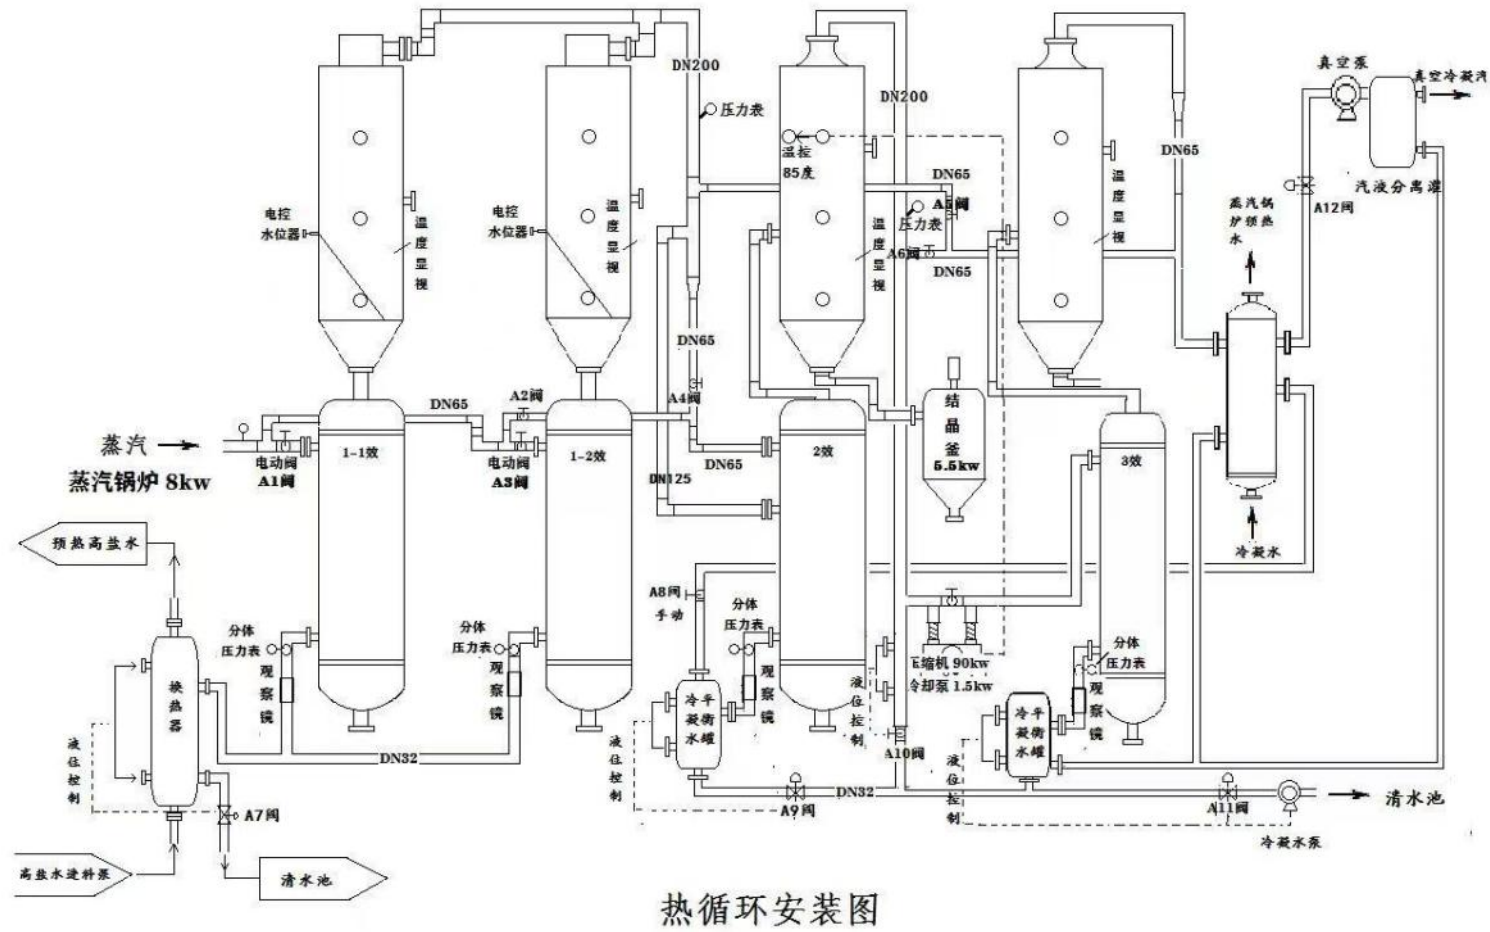 DN200
压力表
DN200
温控
85度
DN65
真空泵
真空冷凝汽
汽液分离罐
A12阀
蒸汽锅
炉预热
水
电控
水位器
温度显视
电控
水位器
温度显视
温度显视
温度显视
DN65
A5阀
压力表
A6阀
DN65
DN65
A4阀
DN65
A2阀
蒸汽
蒸汽锅炉 8kw
电动阀
A1阀
1-1效
电动阀
A3阀
1-2效
DN65
DN125
2效
结晶釜
5.5kw
3效
冷凝水
预热高盐水
换热器
液位控制
A7阀
高盐水进料泵
清水池
分体
压力表
观察镜
DN32
分体
压力表
观察镜
A8阀
手动
分体
压力表
观察镜
冷凝水
平衡罐
液位控制
A9阀
DN32
液位控制
A10阀
压缩机 90kw
冷却泵 1.5kw
分体
压力表
观察镜
冷凝水
平衡罐
液位控制
A11阀
冷凝水泵
清水池
热循环安装图